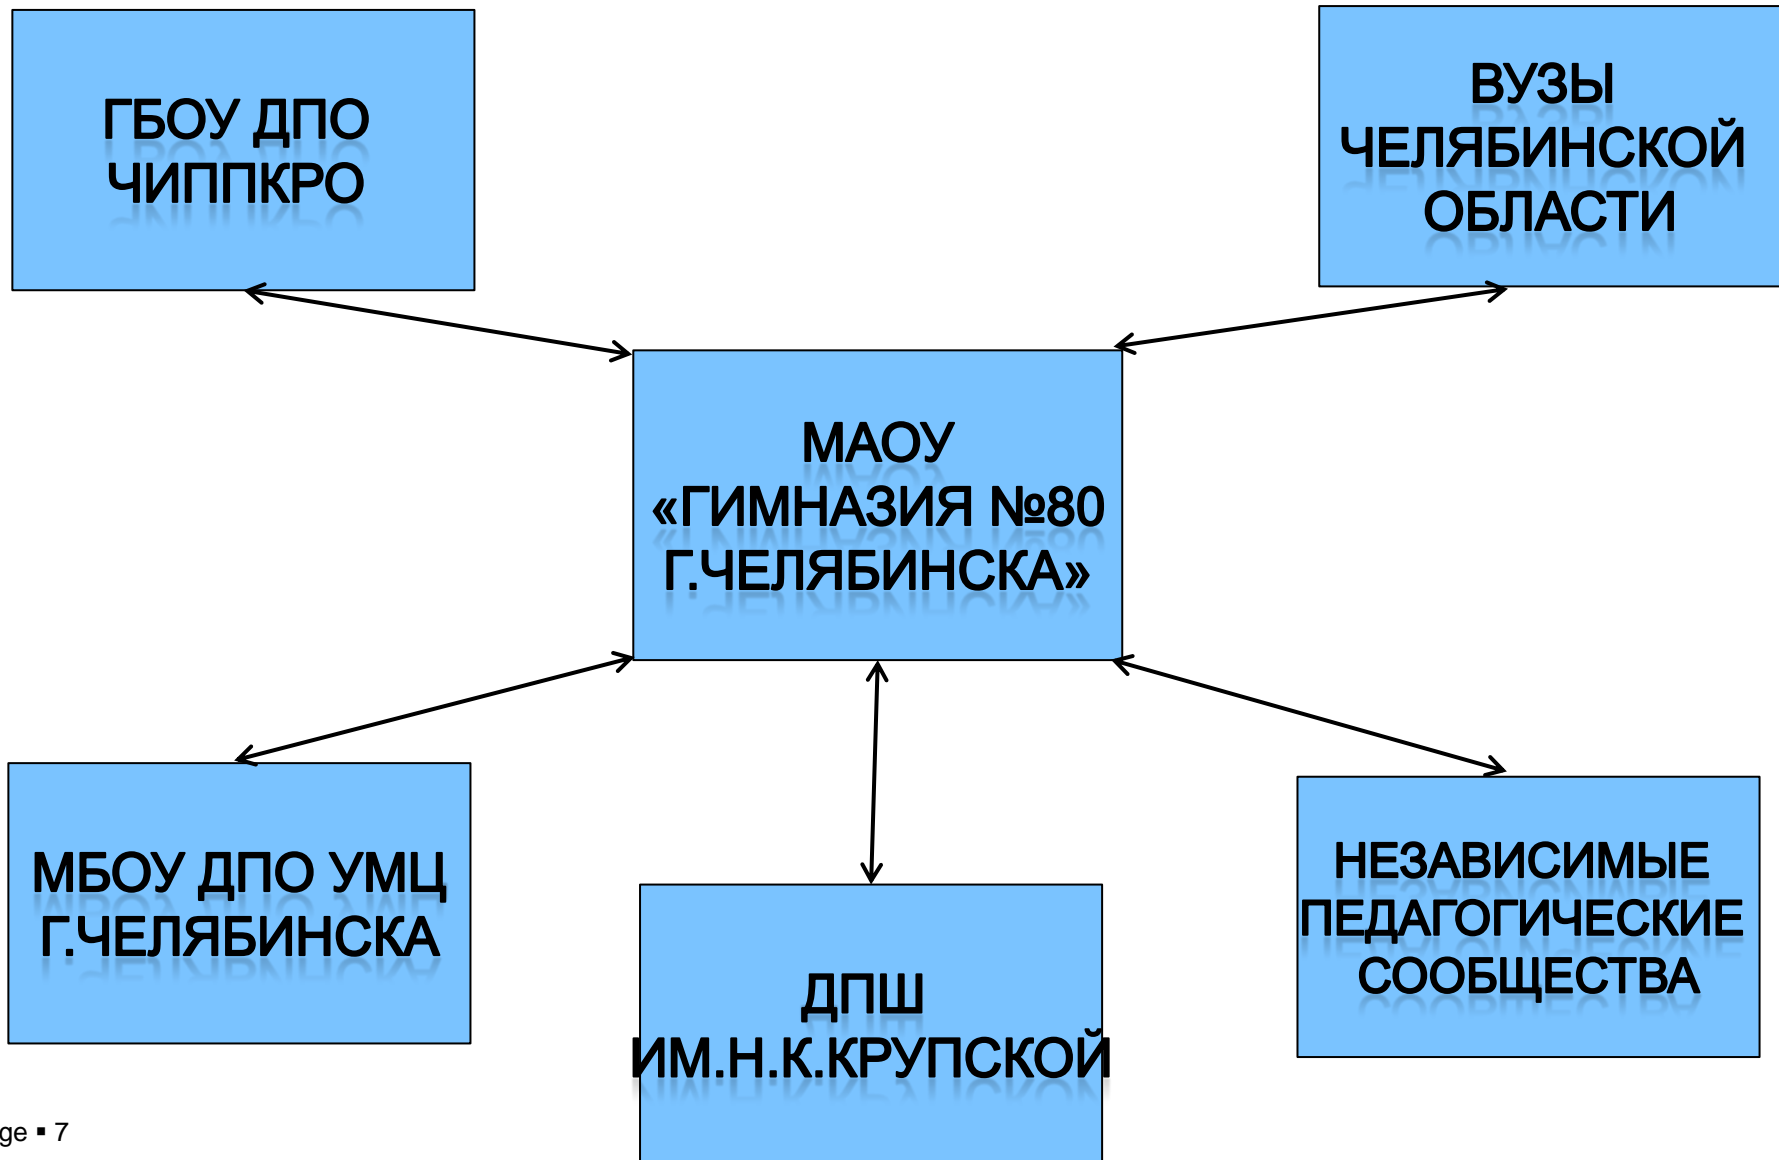 ГБОУ ДПО
ЧИППКРО
ВУЗЫ
ЧЕЛЯБИНСКОЙ
ОБЛАСТИ
МАОУ
«ГИМНАЗИЯ №80
Г.ЧЕЛЯБИНСКА»
МБОУ ДПО УМЦ
Г.ЧЕЛЯБИНСКА
ДПШ
ИМ.Н.К.КРУПСКОЙ
НЕЗАВИСИМЫЕ
ПЕДАГОГИЧЕСКИЕ
СООБЩЕСТВА
ge ▪ 7